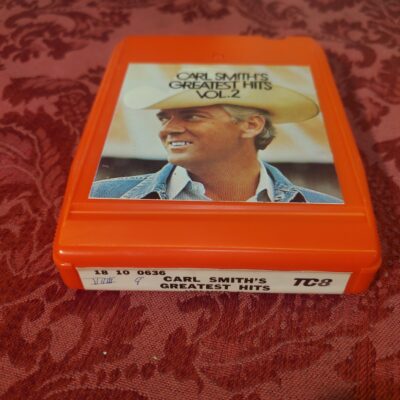 CARL SMITH'S
GREATEST HITS
VOL.2
18 10 0636
CARL SMITH'S
GREATEST HITS
TC8